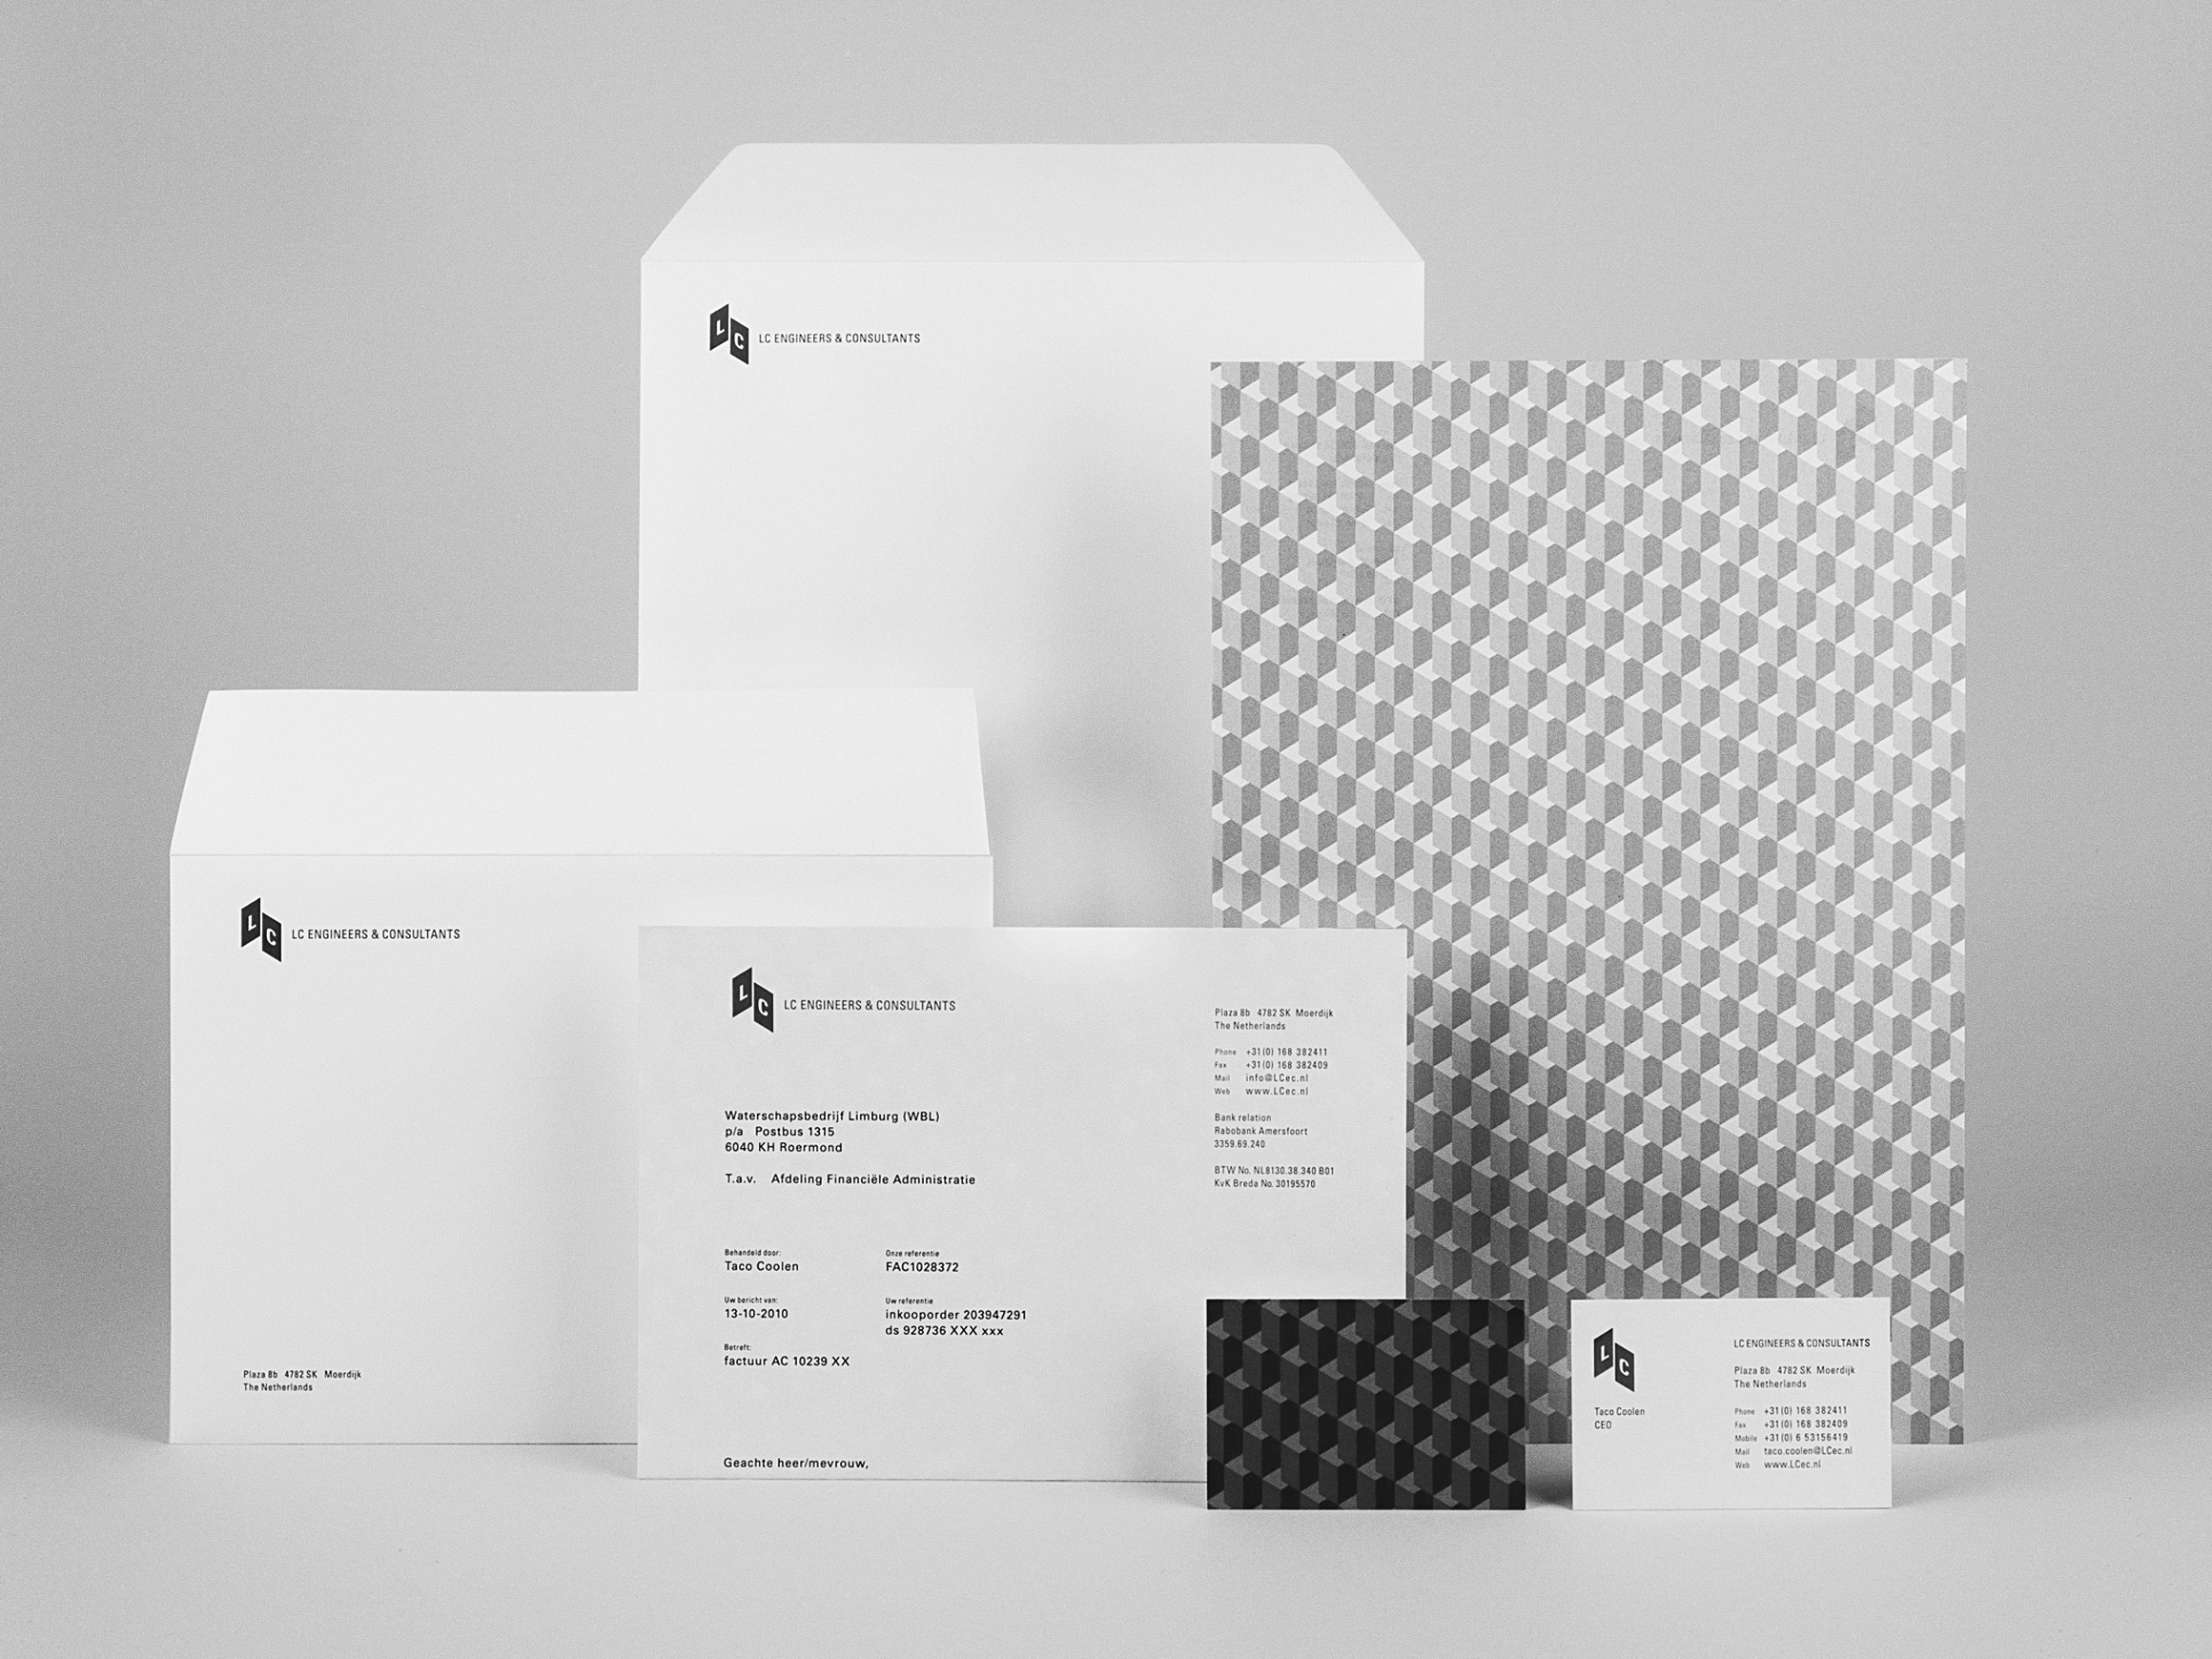 L C
LC ENGINEERS & CONSULTANTS
L C
LC ENGINEERS & CONSULTANTS
Plaza 8b 4782 SK Moerdijk
The Netherlands
L C
LC ENGINEERS & CONSULTANTS
Plaza 8b 4782 SK Moerdijk
The Netherlands
Phone +31(0) 168 382411
Fax +31(0) 168 382409
Mail info@LCec.nl
Web www.LCec.nl
Bank relation
Rabobank Amersfoort
3359.69.240
BTW No. NL8130.38.340 B01
KvK Breda No. 30195570
Waterschapsbedrijf Limburg (WBL)
p/a Postbus 1315
6040 KH Roermond
T.a.v. Afdeling Financiële Administratie
Behandeld door:
Taco Coolen
Onze referentie
FAC1028372
Uw bericht van:
13-10-2010
Uw referentie
inkooporder 203947291
ds 928736 XXX xxx
Betreft:
factuur AC 10239 XX
Geachte heer/mevrouw,
L C
Taco Coolen
CEO
LC ENGINEERS & CONSULTANTS
Plaza 8b 4782 SK Moerdijk
The Netherlands
Phone +31(0) 168 382411
Fax +31(0) 168 382409
Mobile +31(0) 6 53156419
Mail taco.coolen@LCec.nl
Web www.LCec.nl